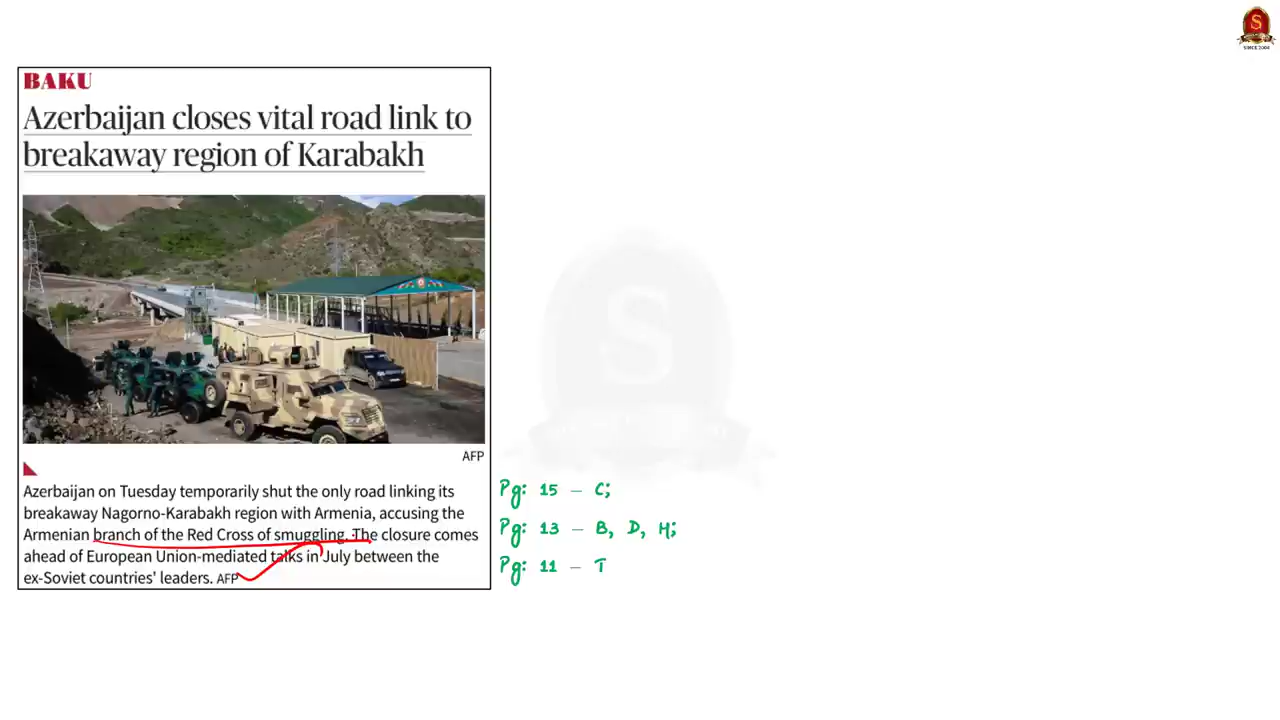 BAKU
Azerbaijan closes vital road link to
breakaway region of Karabakh
AFP
Azerbaijan on Tuesday temporarily shut the only road linking its
breakaway Nagorno-Karabakh region with Armenia, accusing the
Armenian branch of the Red Cross of smuggling. The closure comes
ahead of European Union-mediated talks in July between the
ex-Soviet countries' leaders. AFP
Pg: 15 – C;
Pg: 13 – B, D, H;
Pg: 11 – T
S
SINCE 2004
S